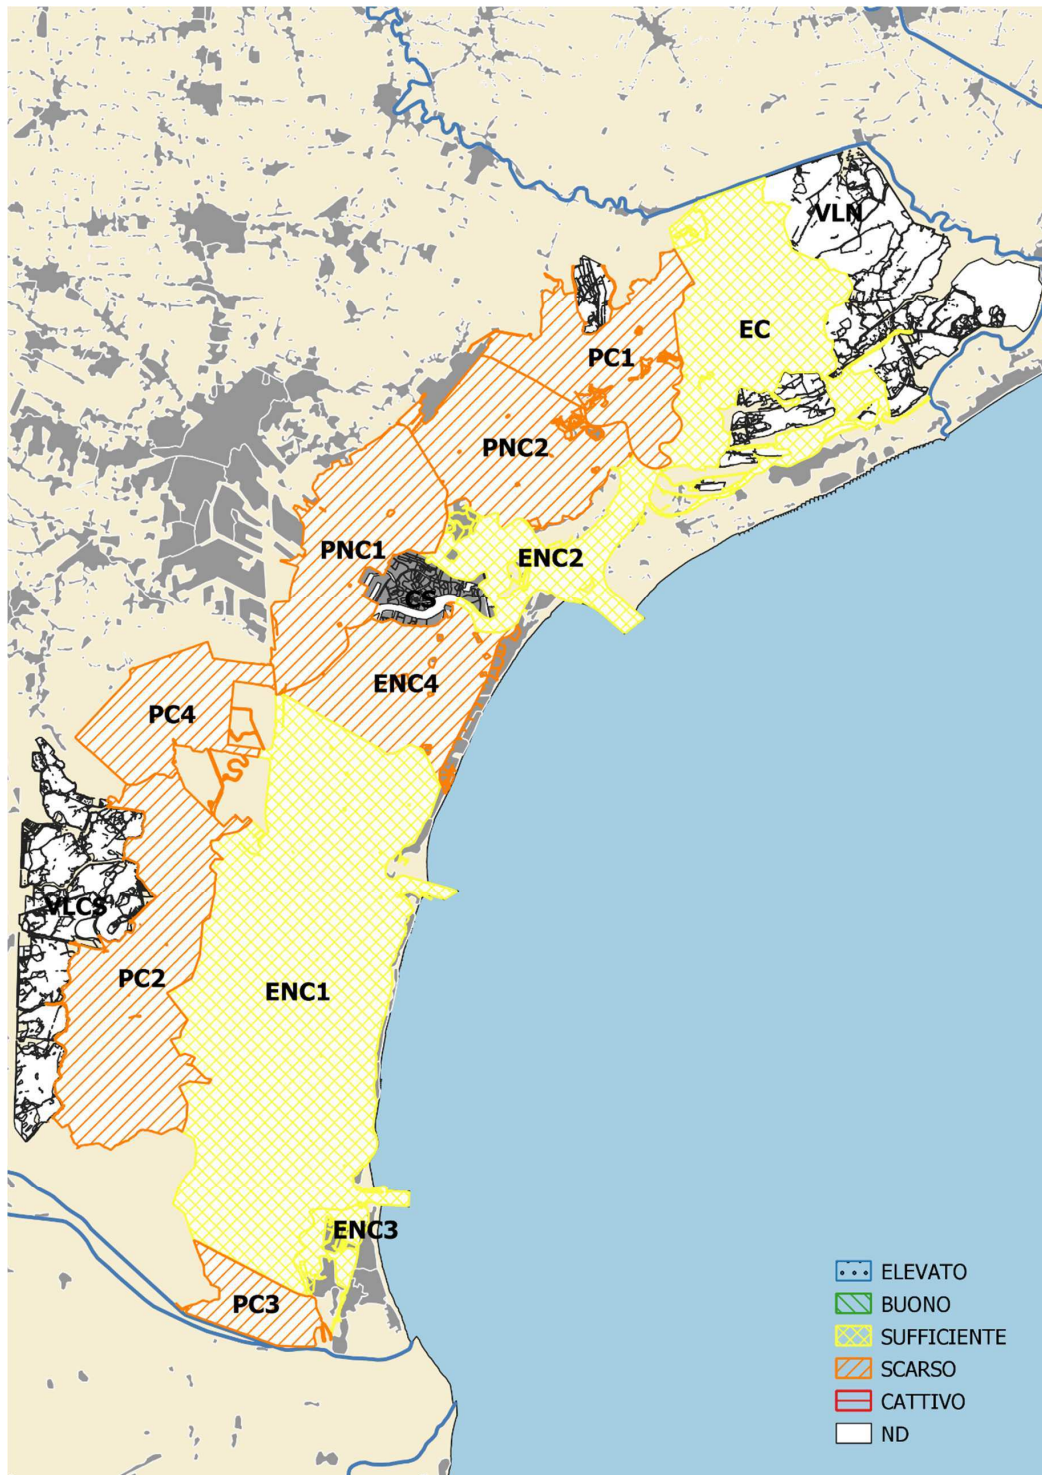 VLN
EC
PC1
PNC2
PNC1
ENC2
CS
ENC4
PC4
VLCS
PC2
ENC1
ENC3
PC3
ELEVATO
BUONO
SUFFICIENTE
SCARSO
CATTIVO
ND